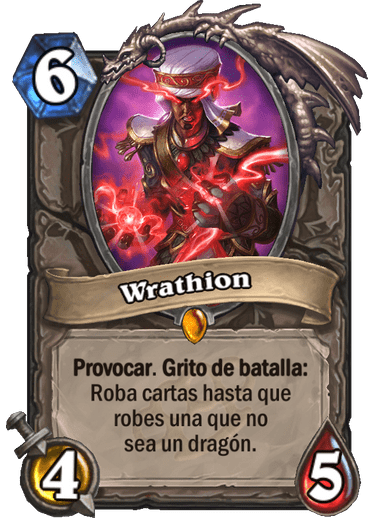 6
Wrathion
Provocar. Grito de batalla:
Roba cartas hasta que
robes una que no
sea un dragón.
4
5